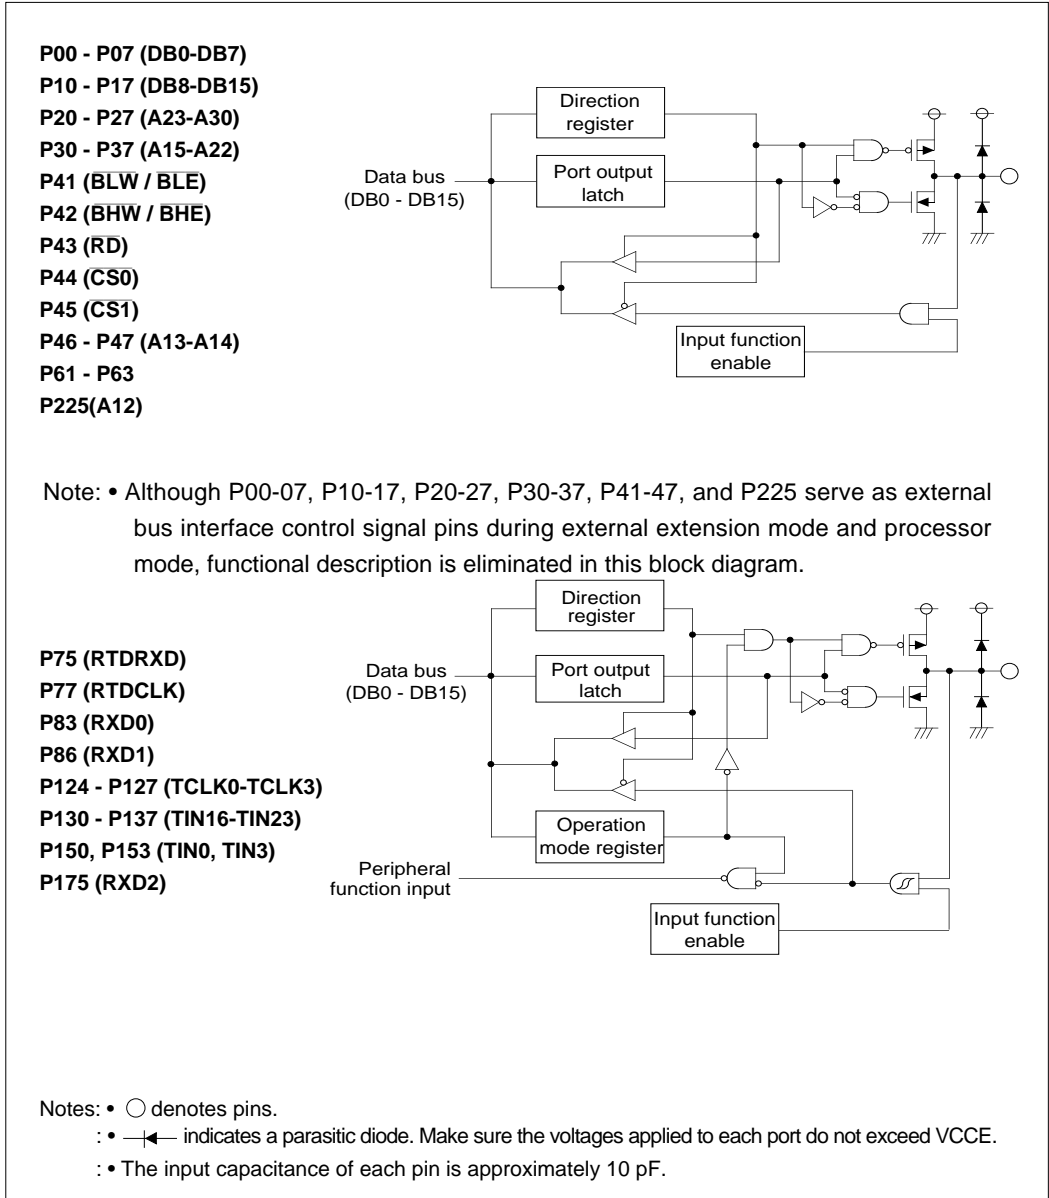 P00 - P07 (DB0-DB7)
P10 - P17 (DB8-DB15)
P20 - P27 (A23-A30)
P30 - P37 (A15-A22)
P41 (B̅L̅W̅ / B̅L̅E̅)
P42 (B̅H̅W̅ / B̅H̅E̅)
P43 (R̅D̅)
P44 (C̅S̅0̅)
P45 (C̅S̅1̅)
P46 - P47 (A13-A14)
P61 - P63
P225(A12)
Data bus
(DB0 - DB15)
Direction
register
Port output
latch
Input function
enable
Note: • Although P00-07, P10-17, P20-27, P30-37, P41-47, and P225 serve as external
bus interface control signal pins during external extension mode and processor
mode, functional description is eliminated in this block diagram.
P75 (RTDRXD)
P77 (RTDCLK)
P83 (RXD0)
P86 (RXD1)
P124 - P127 (TCLK0-TCLK3)
P130 - P137 (TIN16-TIN23)
P150, P153 (TIN0, TIN3)
P175 (RXD2)
Data bus
(DB0 - DB15)
Direction
register
Port output
latch
Operation
mode register
Peripheral
function input
Input function
enable
Notes: • ○ denotes pins.
: • indicates a parasitic diode. Make sure the voltages applied to each port do not exceed VCCE.
: • The input capacitance of each pin is approximately 10 pF.